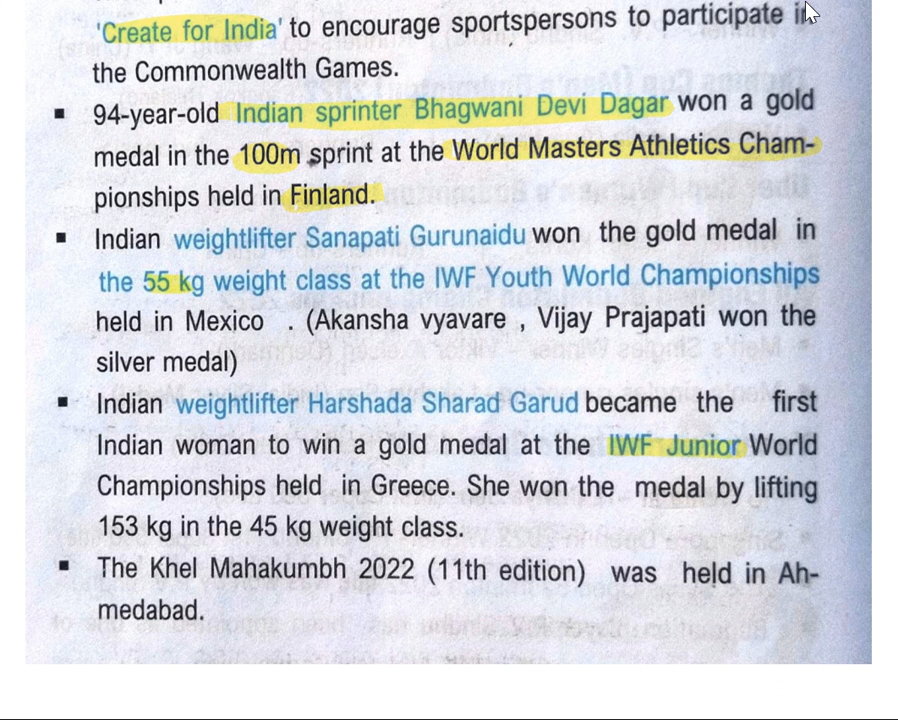 'Create for India' to encourage sportspersons to participate in
the Commonwealth Games.
▪ 94-year-old Indian sprinter Bhagwani Devi Dagar won a gold
medal in the 100m sprint at the World Masters Athletics Cham-
pionships held in Finland.
▪ Indian weightlifter Sanapati Gurunaidu won the gold medal in
the 55 kg weight class at the IWF Youth World Championships
held in Mexico . (Akansha vyavare , Vijay Prajapati won the
silver medal)
▪ Indian weightlifter Harshada Sharad Garud became the first
Indian woman to win a gold medal at the IWF Junior World
Championships held in Greece. She won the medal by lifting
153 kg in the 45 kg weight class.
▪ The Khel Mahakumbh 2022 (11th edition) was held in Ah-
medabad.